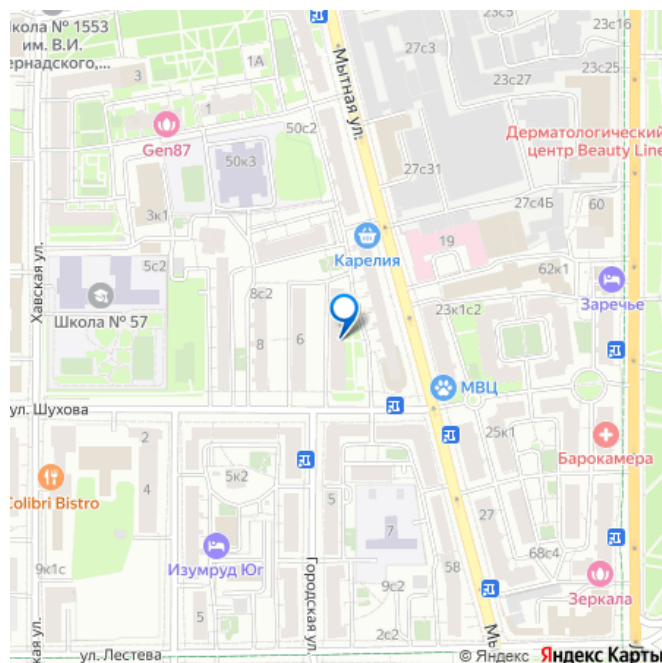 Школа № 1553
им. В.И.
ернадского,...
3
1А
1
Gen87
50с2
50к3
3к1
Мытная ул.
27с3
23с5
23с6
23с27
23с25
Дерматологический
центр Beauty Line
27с31
27с4Б
60
19
Карелия
62к1
Заречье
Хавская ул.
5с2
Школа № 57
8с2
8
6
23к1с2
МВЦ
ул. Шухова
2
4
Colibri Bistro
9к1с
5к2
Изумруд Юг
5
Городская ул.
5
7
9с2
2с2
58
25к1
Барокамера
27
68с4
Зеркала
ул. Лестева
© Яндекс Яндекс Карты